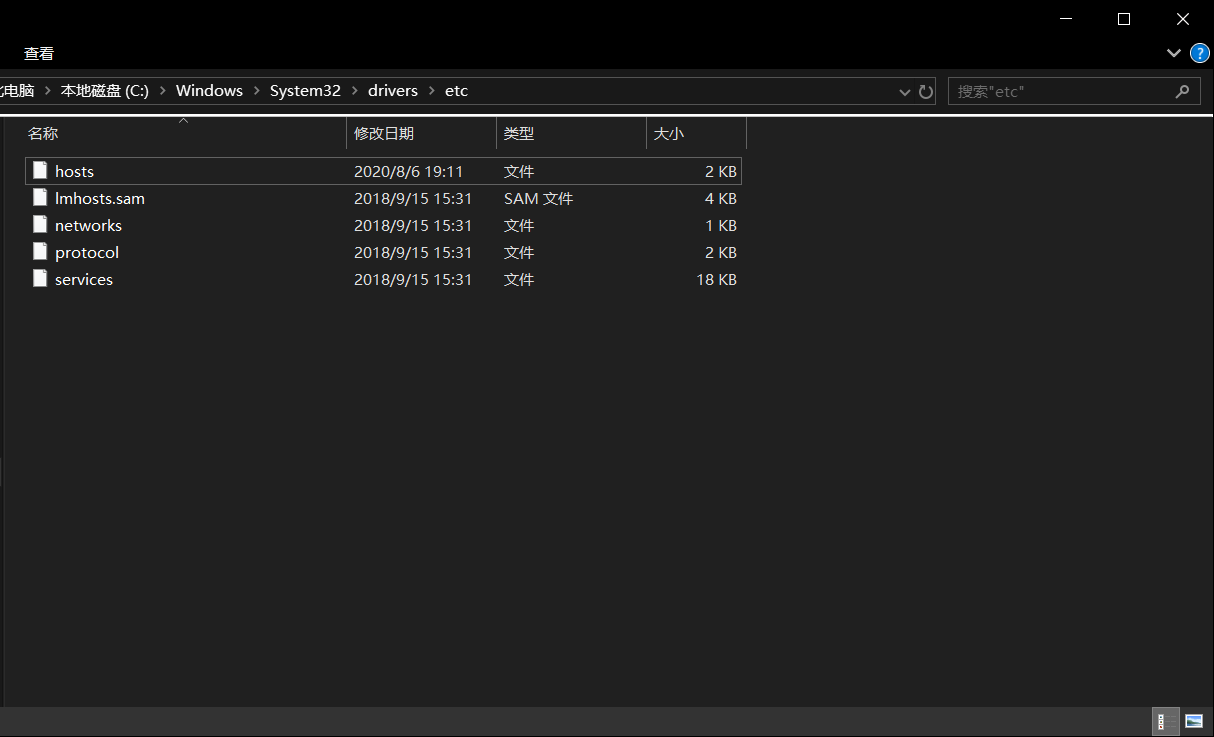 查看
电脑 本地磁盘 (C:) Windows System32 drivers etc 搜索"etc"
名称 修改日期 类型 大小
hosts 2020/8/6 19:11 文件 2 KB
lmhosts.sam 2018/9/15 15:31 SAM 文件 4 KB
networks 2018/9/15 15:31 文件 1 KB
protocol 2018/9/15 15:31 文件 2 KB
services 2018/9/15 15:31 文件 18 KB